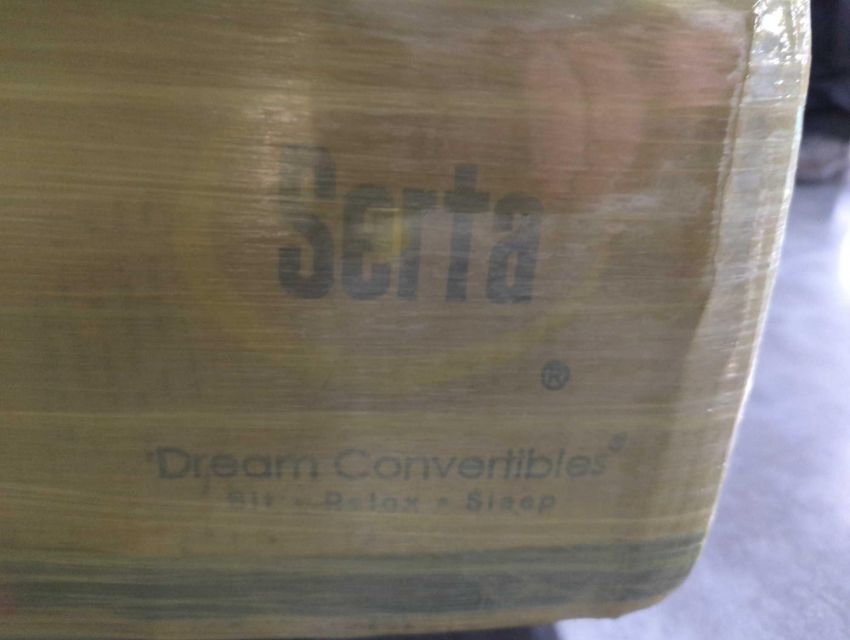 Serta
®
"Dream Convertibles®
Sit - Relax - Sleep